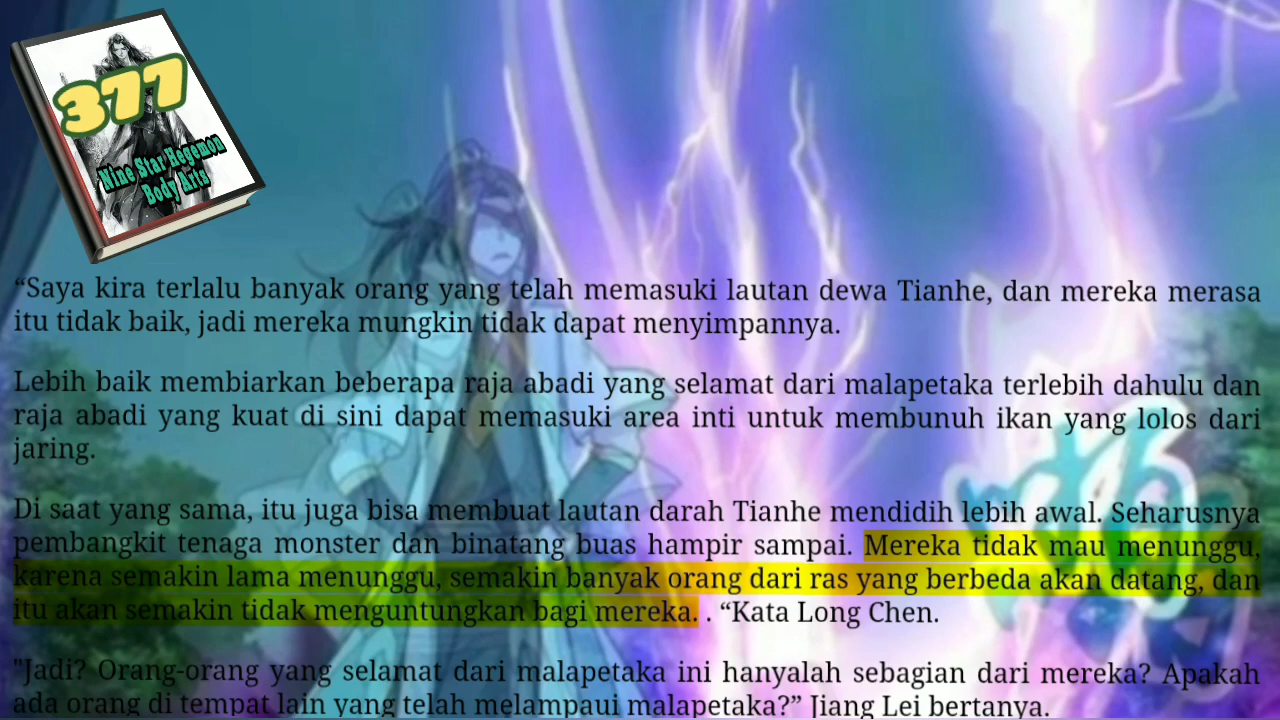 377
Nine Star Hegemon
Body Arts
“Saya kira terlalu banyak orang yang telah memasuki lautan dewa Tianhe, dan mereka merasa
itu tidak baik, jadi mereka mungkin tidak dapat menyimpannya.
Lebih baik membiarkan beberapa raja abadi yang selamat dari malapetaka terlebih dahulu dan
raja abadi yang kuat di sini dapat memasuki area inti untuk membunuh ikan yang lolos dari
jaring.
Di saat yang sama, itu juga bisa membuat lautan darah Tianhe mendidih lebih awal. Seharusnya
pembangkit tenaga monster dan binatang buas hampir sampai. Mereka tidak mau menunggu,
karena semakin lama menunggu, semakin banyak orang dari ras yang berbeda akan datang, dan
itu akan semakin tidak menguntungkan bagi mereka. . “Kata Long Chen.
"Jadi? Orang-orang yang selamat dari malapetaka ini hanyalah sebagian dari mereka? Apakah
ada orang di tempat lain yang telah melampaui malapetaka?” Jiang Lei bertanya.